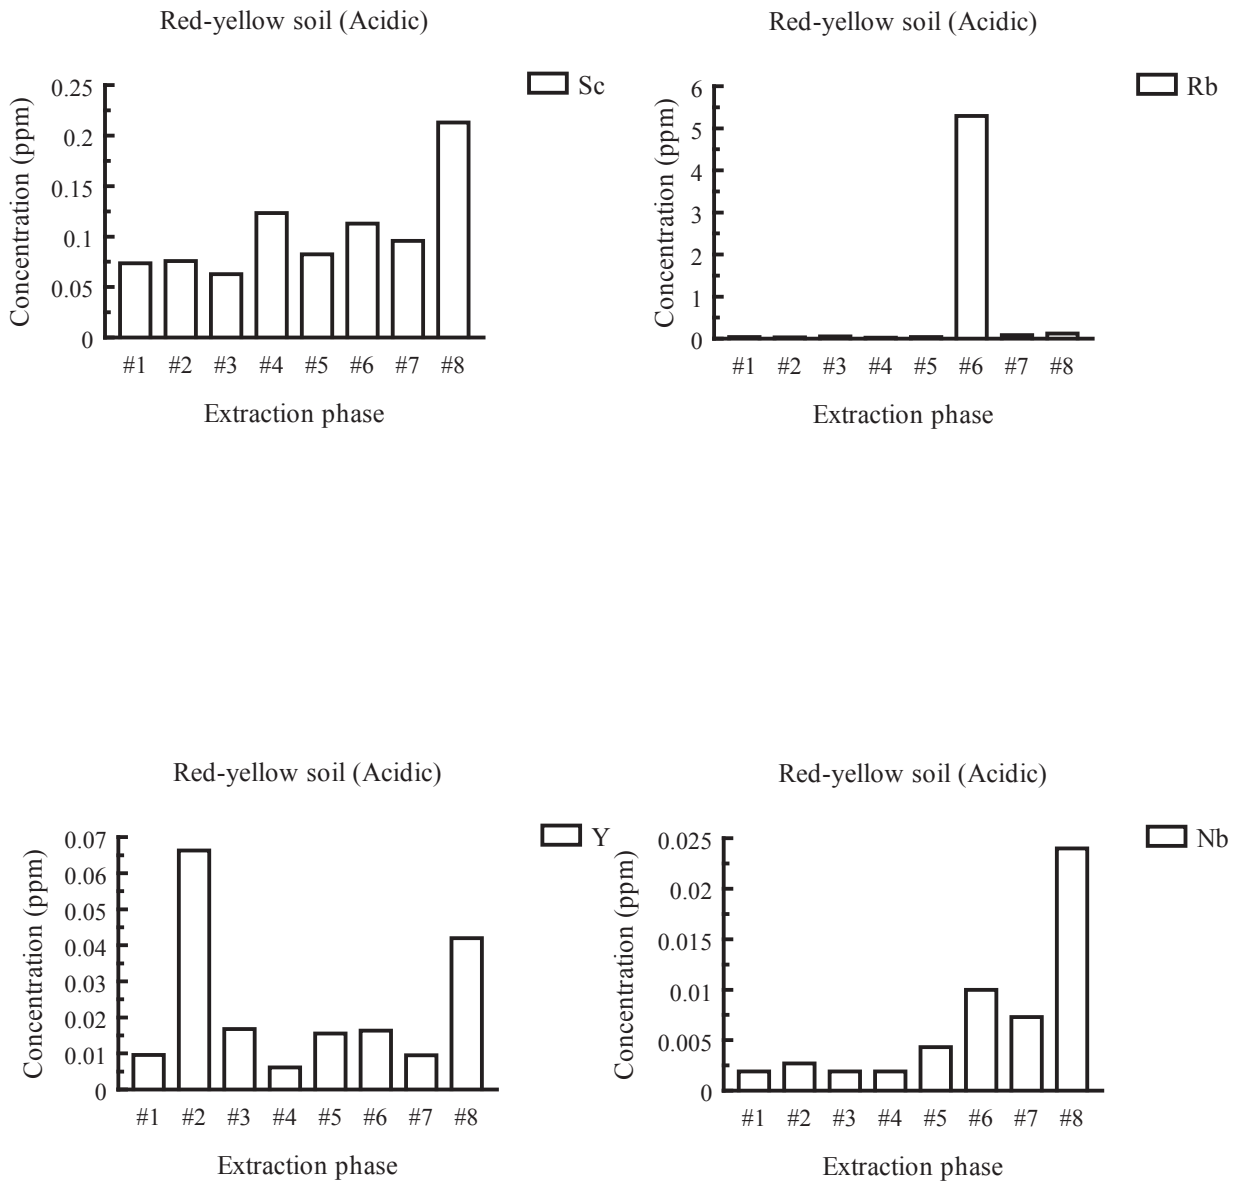 Red-yellow soil (Acidic)
Sc
Concentration (ppm)
0.25
0.2
0.15
0.1
0.05
0
#1 #2 #3 #4 #5 #6 #7 #8
Extraction phase
Red-yellow soil (Acidic)
Rb
Concentration (ppm)
6
5
4
3
2
1
0
#1 #2 #3 #4 #5 #6 #7 #8
Extraction phase
Red-yellow soil (Acidic)
Y
Concentration (ppm)
0.07
0.06
0.05
0.04
0.03
0.02
0.01
0
#1 #2 #3 #4 #5 #6 #7 #8
Extraction phase
Red-yellow soil (Acidic)
Nb
Concentration (ppm)
0.025
0.02
0.015
0.01
0.005
0
#1 #2 #3 #4 #5 #6 #7 #8
Extraction phase